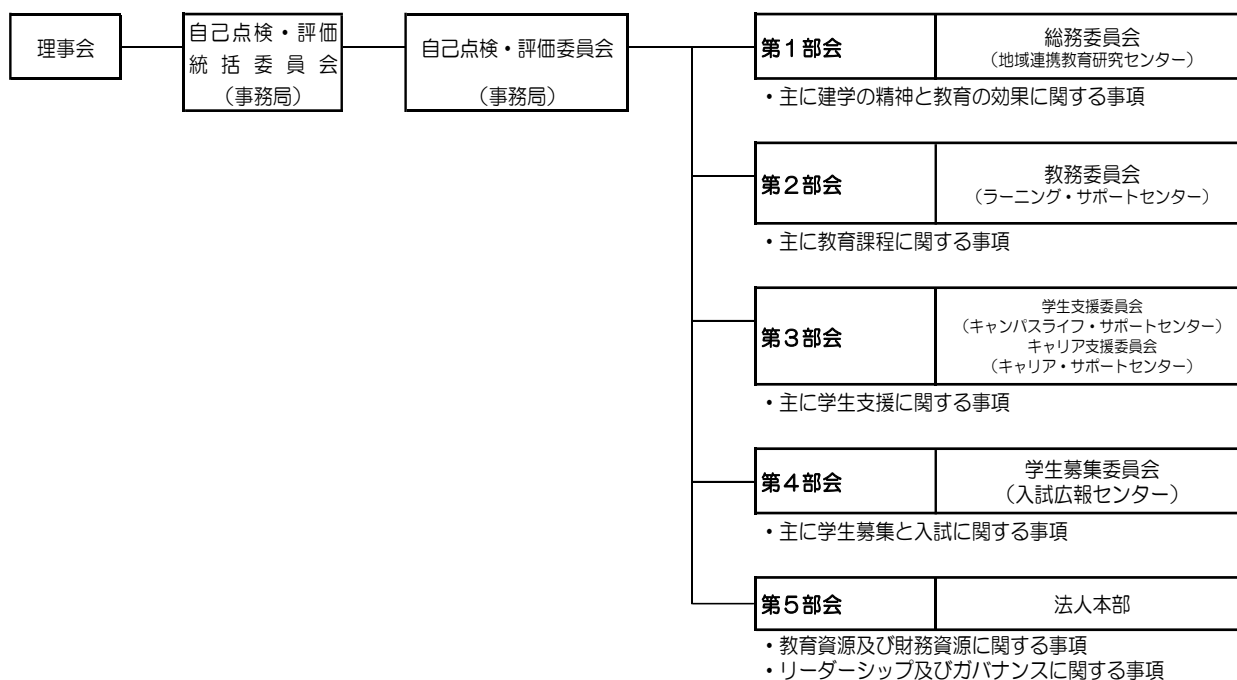 理事会
自己点検・評価
統括委員会
（事務局）
自己点検・評価委員会
（事務局）
第１部会
総務委員会
（地域連携教育研究センター）
・主に建学の精神と教育の効果に関する事項
第２部会
教務委員会
（ラーニング・サポートセンター）
・主に教育課程に関する事項
第３部会
学生支援委員会
（キャンパスライフ・サポートセンター）
キャリア支援委員会
（キャリア・サポートセンター）
・主に学生支援に関する事項
第４部会
学生募集委員会
（入試広報センター）
・主に学生募集と入試に関する事項
第５部会
法人本部
・教育資源及び財務資源に関する事項
・リーダーシップ及びガバナンスに関する事項